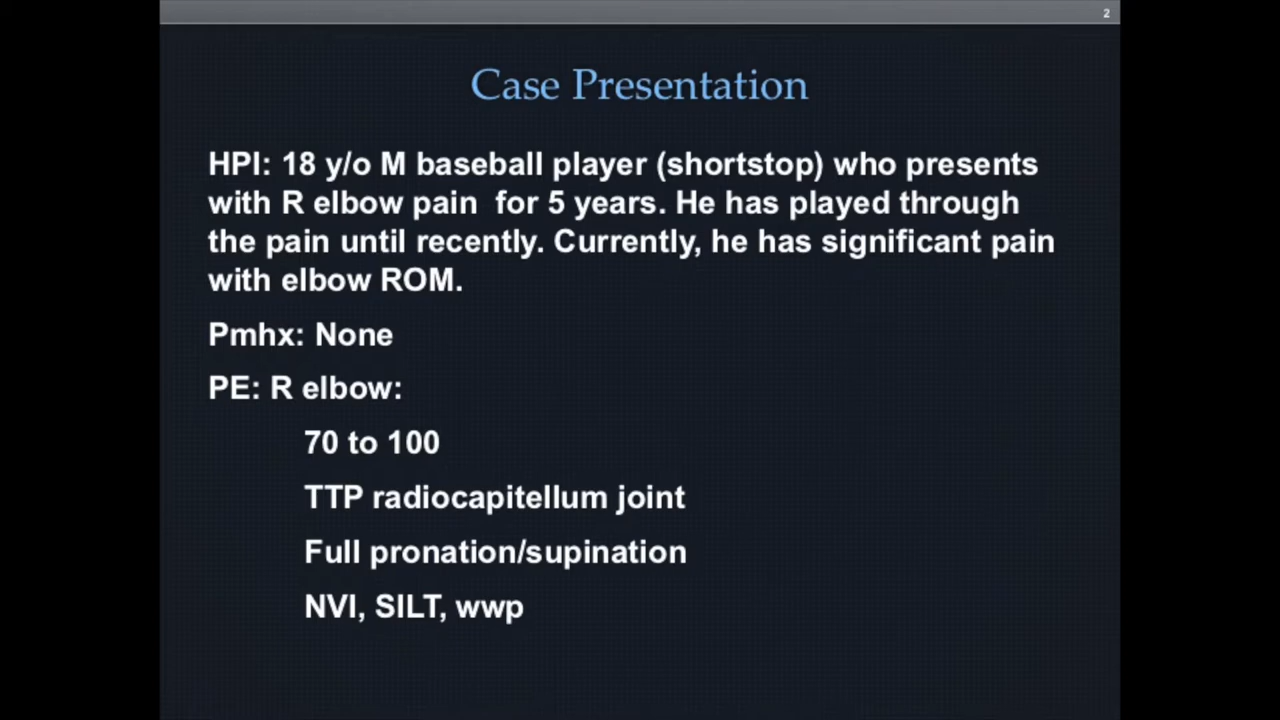 2
Case Presentation
HPI: 18 y/o M baseball player (shortstop) who presents
with R elbow pain  for 5 years. He has played through
the pain until recently. Currently, he has significant pain
with elbow ROM.
Pmhx: None
PE: R elbow:
70 to 100
TTP radiocapitellum joint
Full pronation/supination
NVI, SILT, wwp